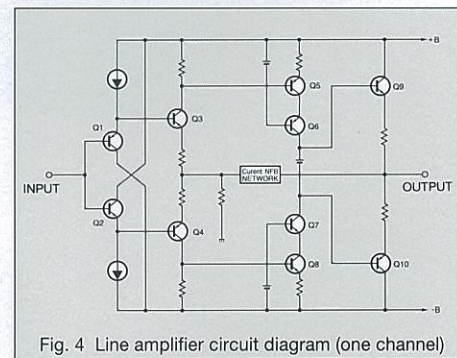 +B
Q5
Q9
Q1
Q3
Q6
INPUT
Curent NFB
NETWORK
OUTPUT
Q2
Q4
Q7
Q8
Q10
-B
Fig. 4 Line amplifier circuit diagram (one channel)